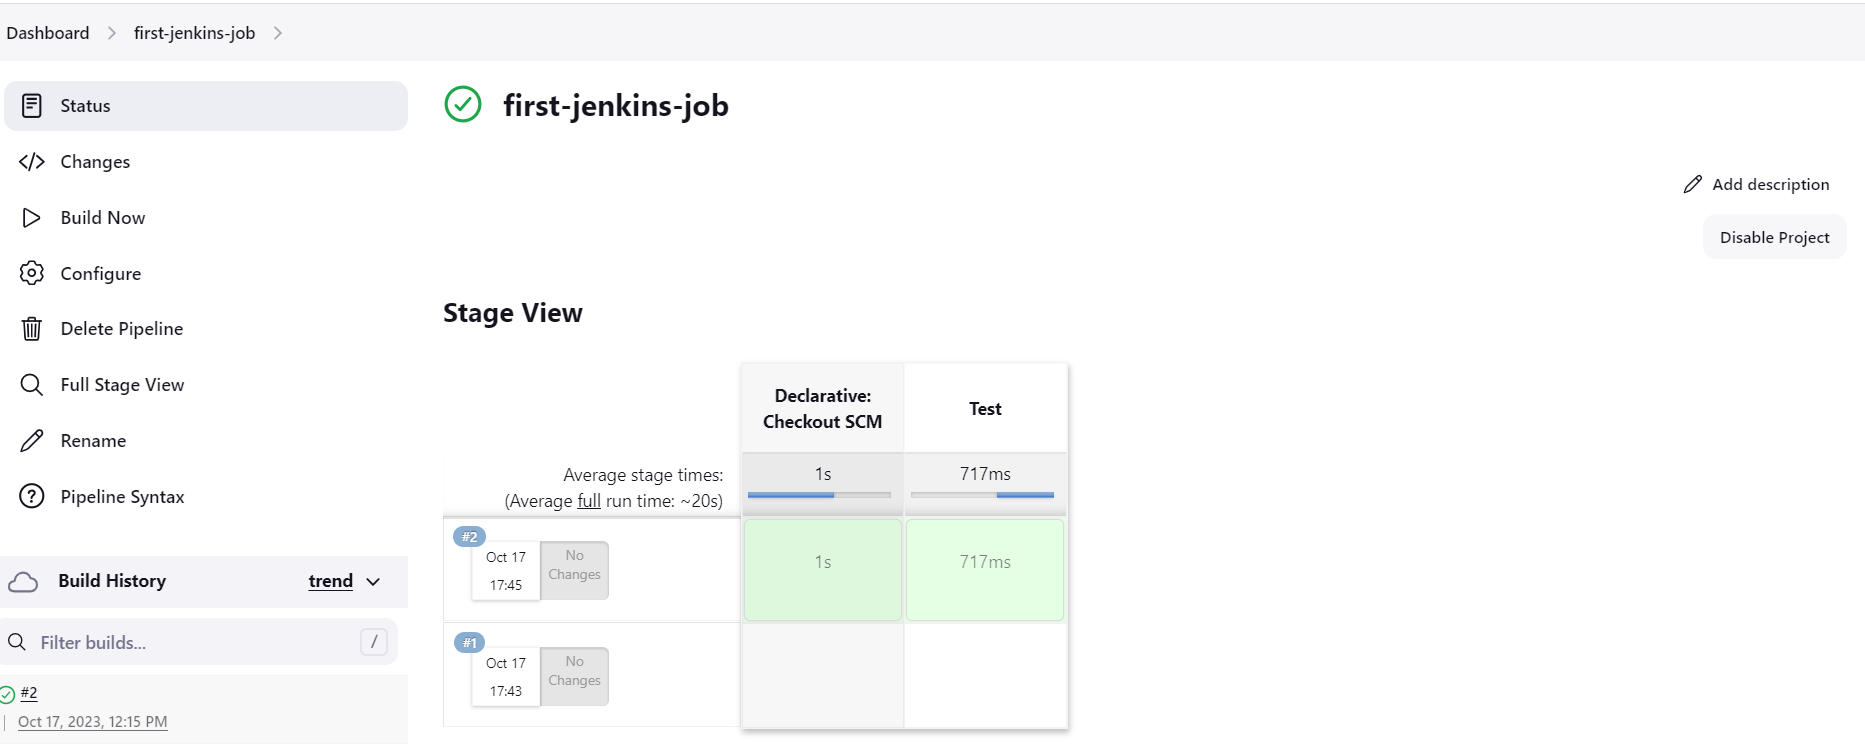 Dashboard
first-jenkins-job
Status
Changes
Build Now
Configure
Delete Pipeline
Full Stage View
Rename
Pipeline Syntax
Build History
trend
Filter builds...
/
#2
Oct 17, 2023, 12:15 PM
first-jenkins-job
Add description
Disable Project
Stage View
Declarative:
Checkout SCM
Test
Average stage times:
(Average full run time: ~20s)
1s
717ms
#2
Oct 17
17:45
No
Changes
1s
717ms
#1
Oct 17
17:43
No
Changes